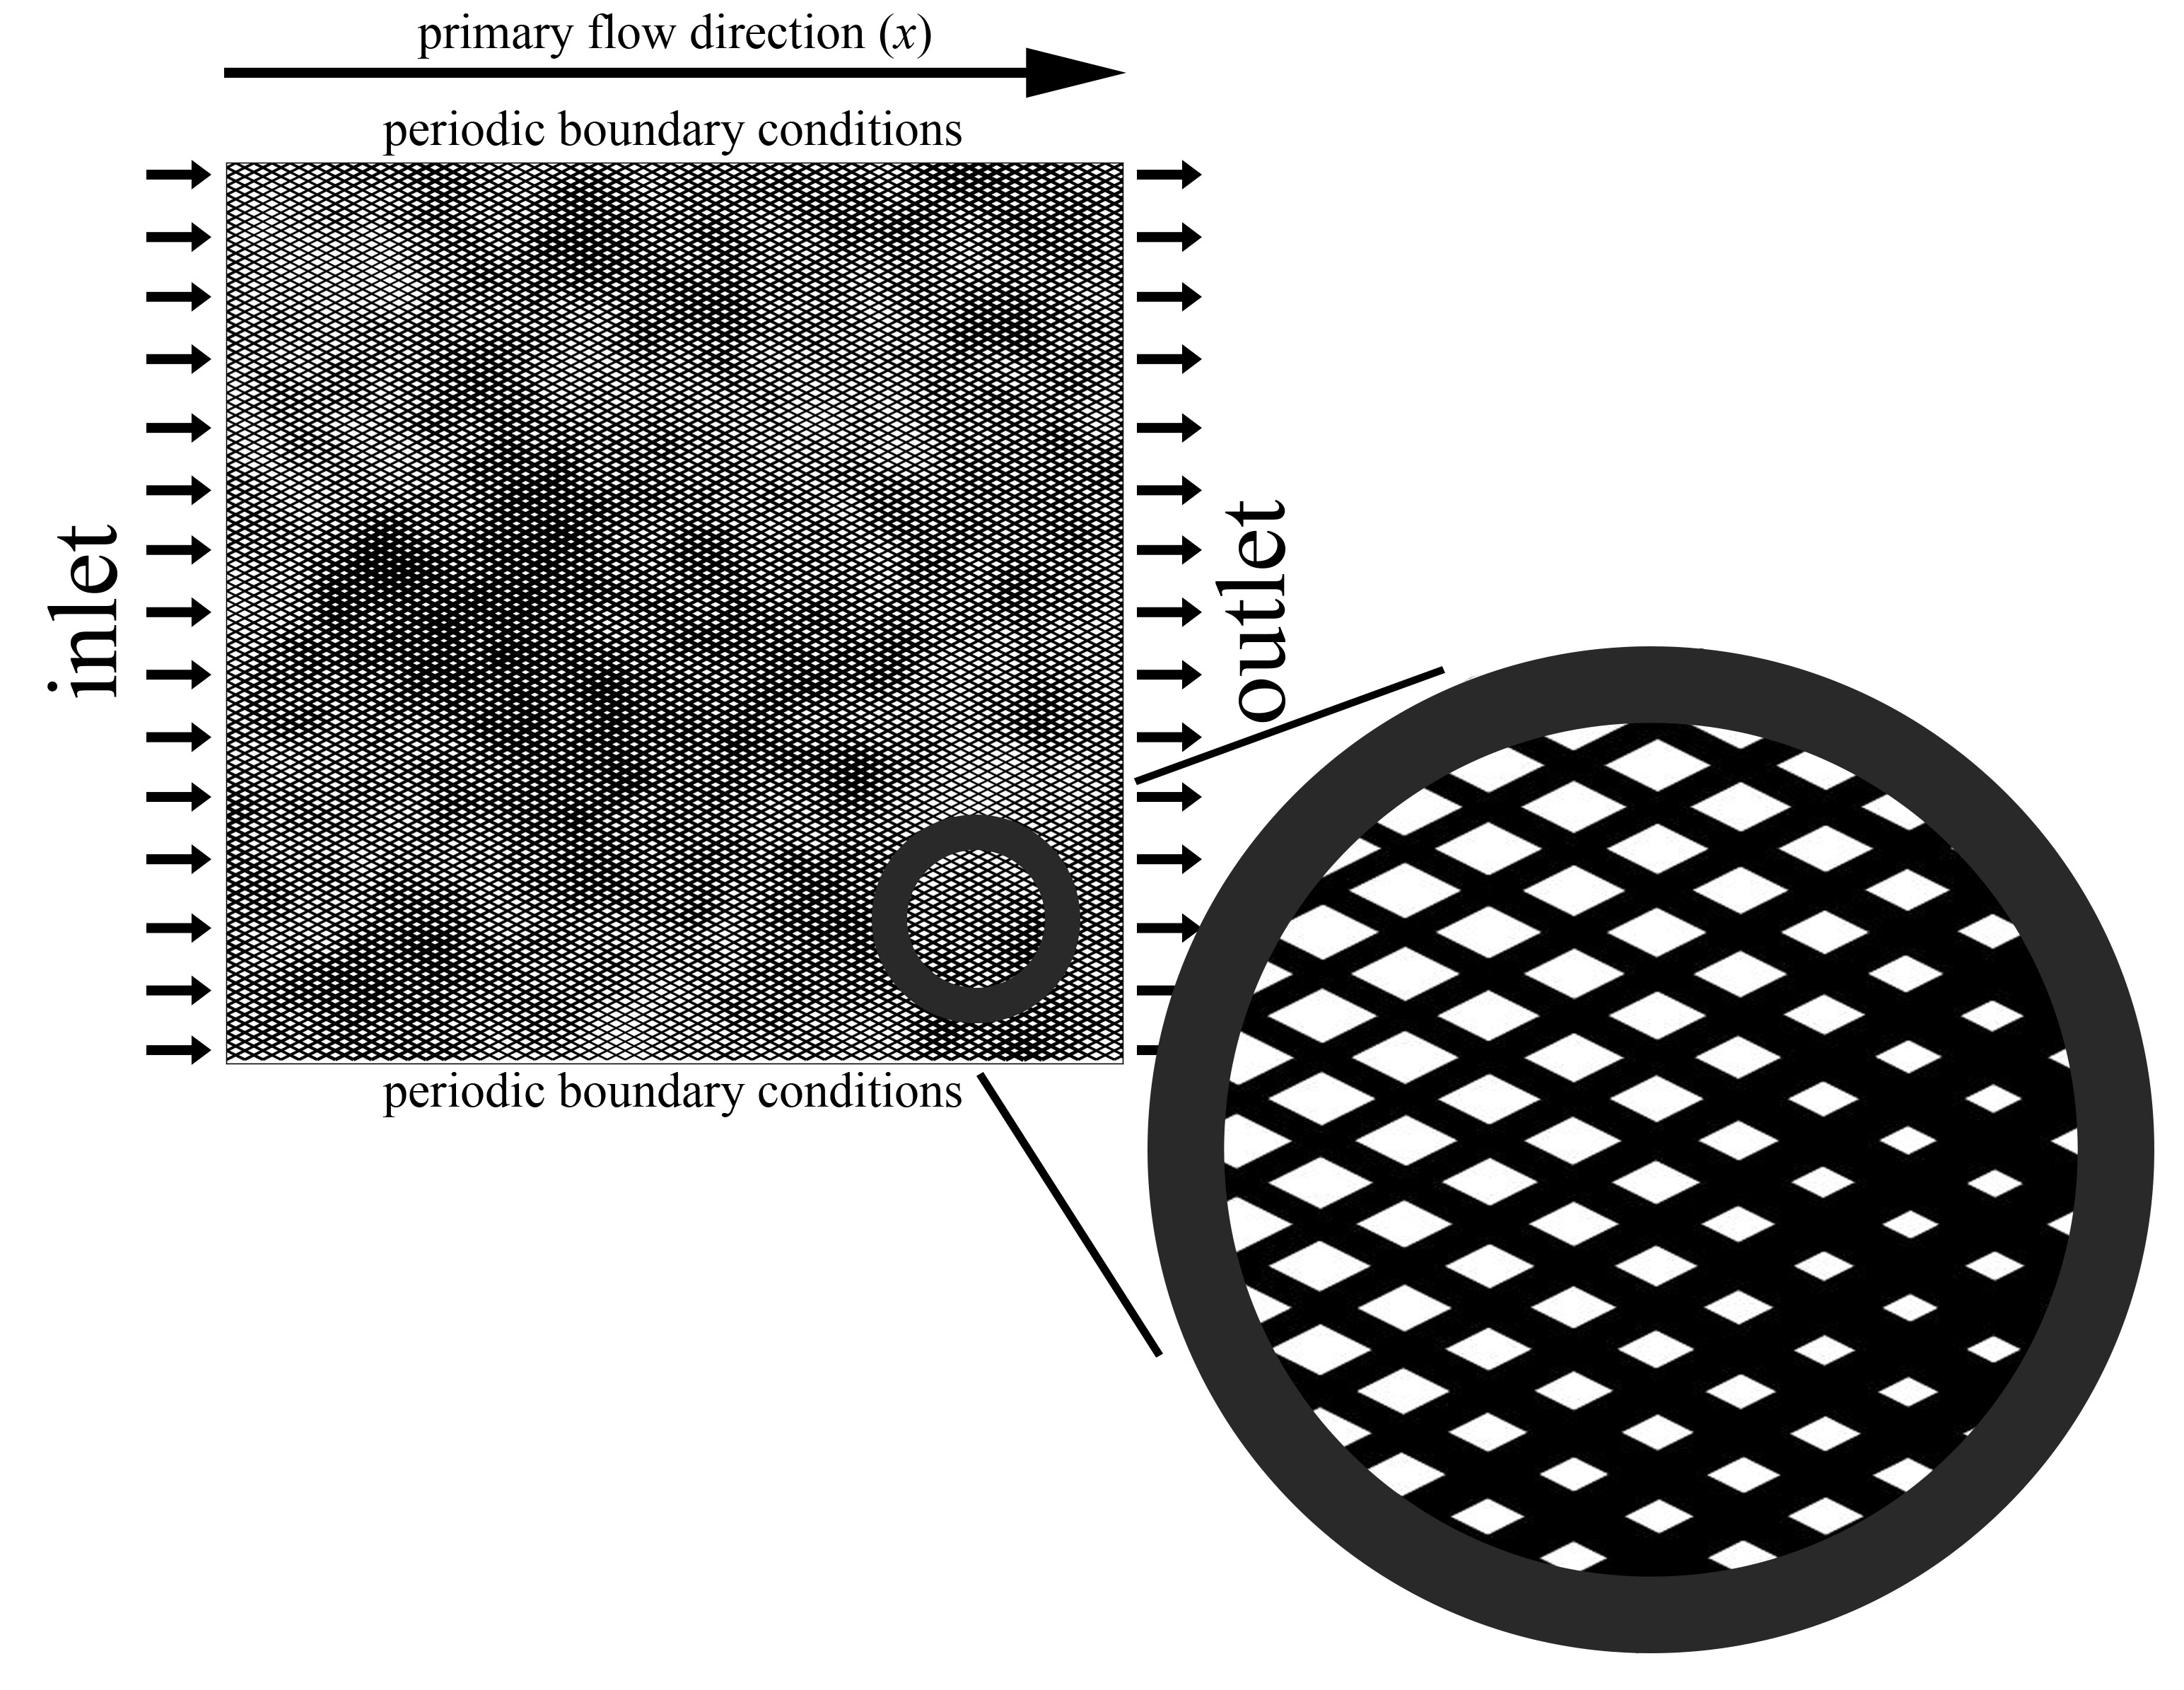 primary flow direction (x)
periodic boundary conditions
inlet
outlet
periodic boundary conditions